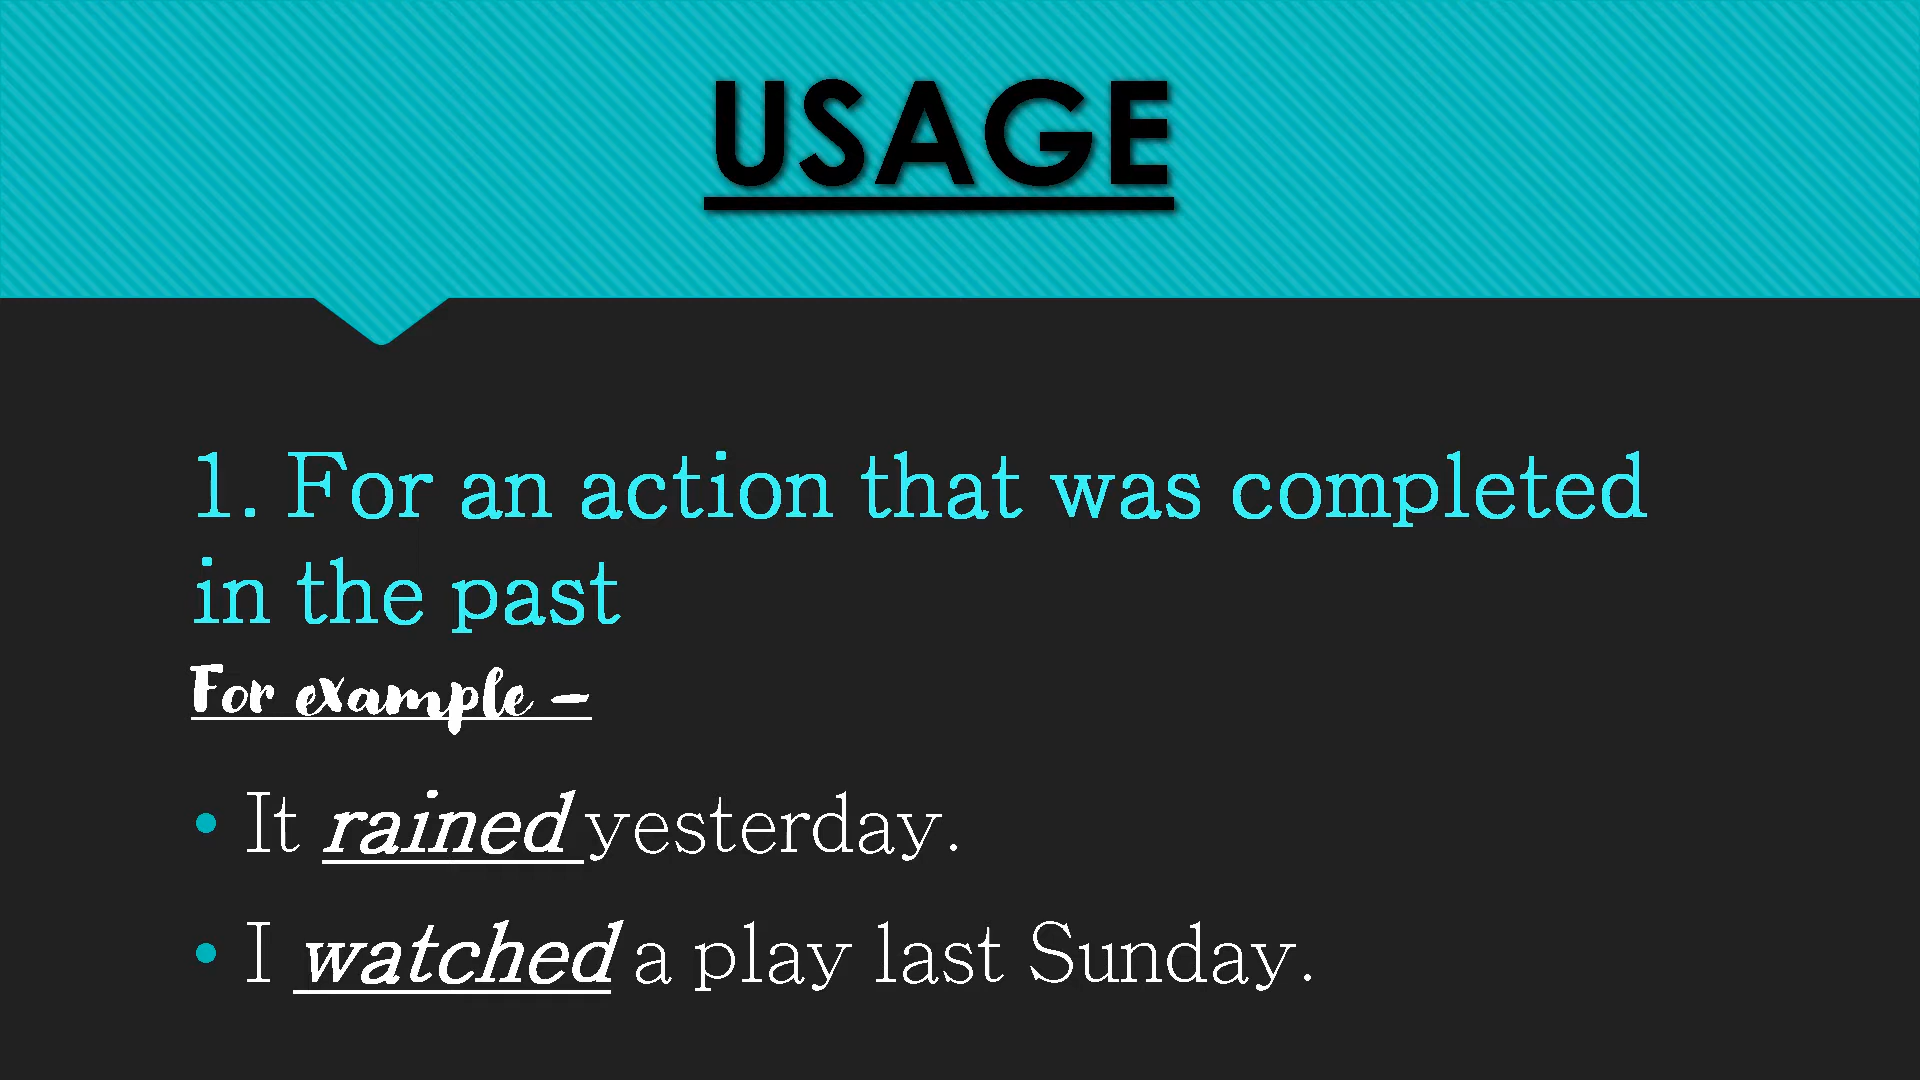 USAGE
1. For an action that was completed
in the past
For example –
• It rained yesterday.
• I watched a play last Sunday.